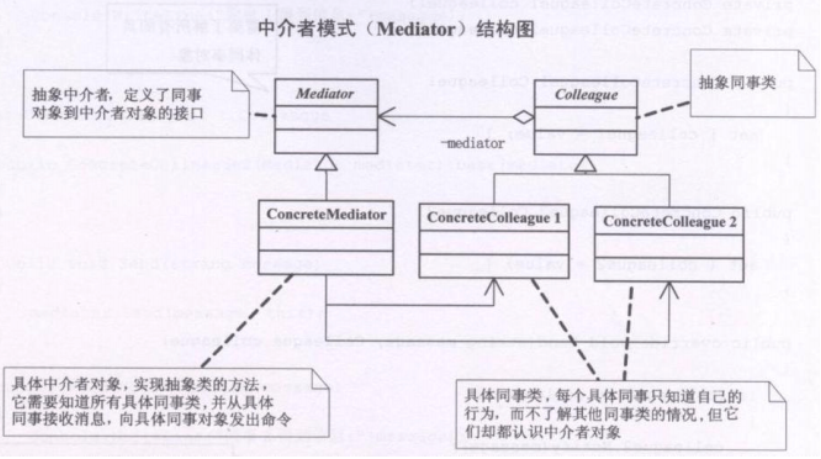 中介者模式（Mediator）结构图
抽象中介者，定义了同事
对象到中介者对象的接口
Mediator
Colleague
抽象同事类
-mediator
ConcreteMediator
ConcreteColleague 1
ConcreteColleague 2
具体中介者对象，实现抽象类的方法，
它需要知道所有具体同事类，并从具体
同事接收消息，向具体同事对象发出命令
具体同事类，每个具体同事只知道自己的
行为，而不了解其他同事类的情况，但它
们却都认识中介者对象